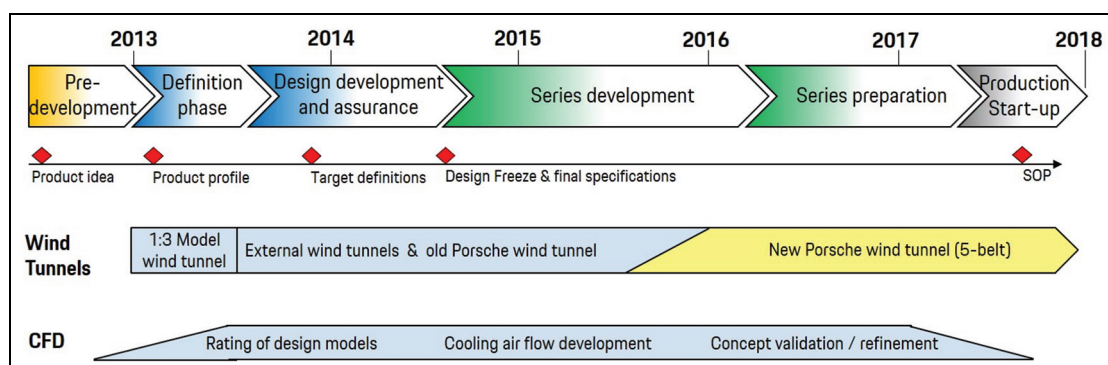 2013 2014 2015 2016 2017 2018
Pre-
development
Definition
phase
Design development
and assurance
Series development
Series preparation
Production
Start-up
Product idea
Product profile
Target definitions
Design Freeze & final specifications
SOP
Wind
Tunnels
1:3 Model
wind tunnel
External wind tunnels & old Porsche wind tunnel
New Porsche wind tunnel (5-belt)
CFD
Rating of design models
Cooling air flow development
Concept validation / refinement